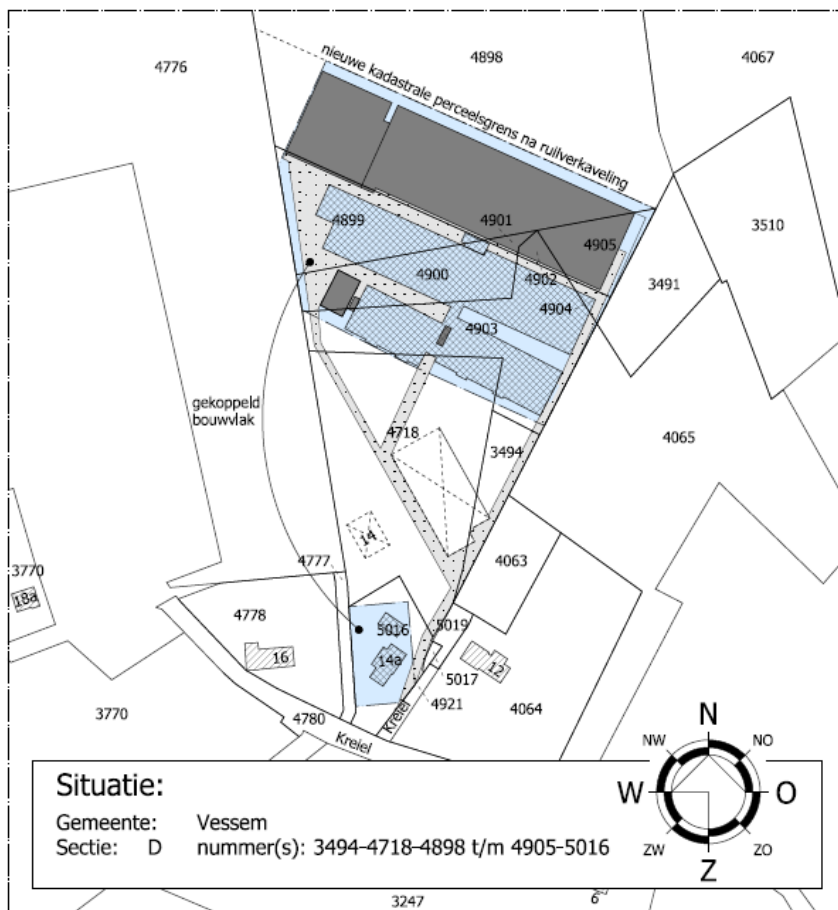 4776
4898
4067
nieuwe kadastrale perceelsgrens na ruilverkaveling
4899
4901
4905
3510
4900
4902
3491
4904
4903
gekoppeld
bouwvlak
4718
3494
4065
14
4777
4063
3770
18a
4778
5016
5019
16
14a
12
5017
4921
3770
4780
Kreiel
Kreiel
4064
Situatie:
Gemeente: Vessem
Sectie: D nummer(s): 3494-4718-4898 t/m 4905-5016
N
NW NO
W O
ZW ZO
Z
3247
6